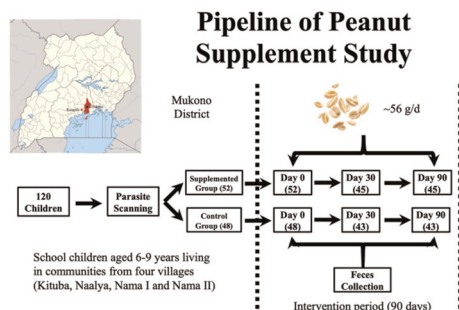 Pipeline of Peanut
Supplement Study
Mukono
District
~56 g/d
120
Children
Parasite
Scanning
Supplemented
Group (52)
Day 0
(52)
Day 30
(45)
Day 90
(45)
Control
Group (48)
Day 0
(48)
Day 30
(43)
Day 90
(43)
School children aged 6-9 years living
in communities from four villages
(Kituba, Naalya, Nama I and Nama II)
Feces
Collection
Intervention period (90 days)